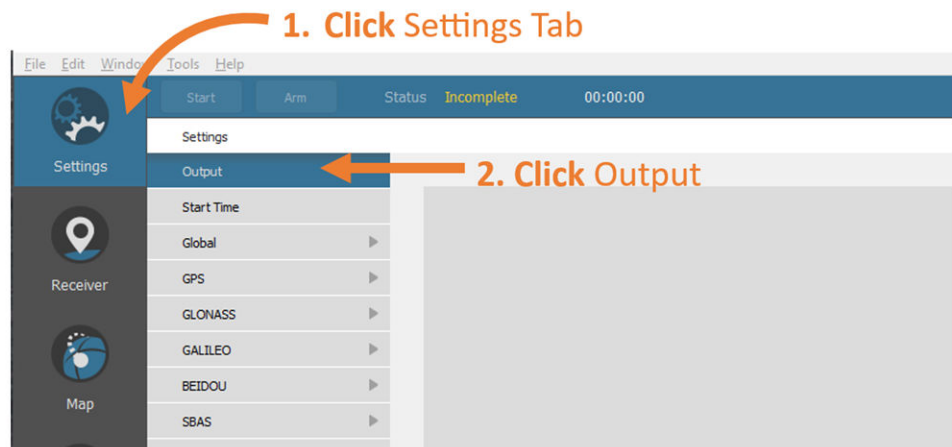 1. Click Settings Tab
File Edit Window Tools Help
Start Arm Status Incomplete 00:00:00
Settings
Settings
Output
2. Click Output
Start Time
Global
GPS
Receiver
GLONASS
GALILEO
BEIDOU
Map
SBAS